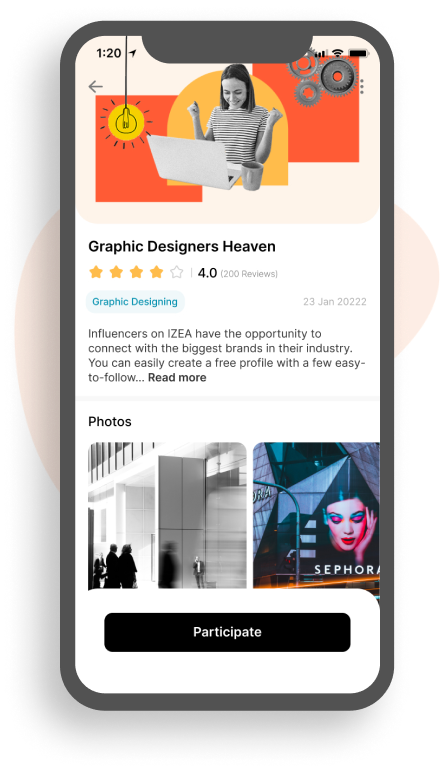 1:20
Graphic Designers Heaven
4.0 (200 Reviews)
Graphic Designing
23 Jan 20222
Influencers on IZEA have the opportunity to
connect with the biggest brands in their industry.
You can easily create a free profile with a few easy-
to-follow... Read more
Photos
SEPHORA
Participate